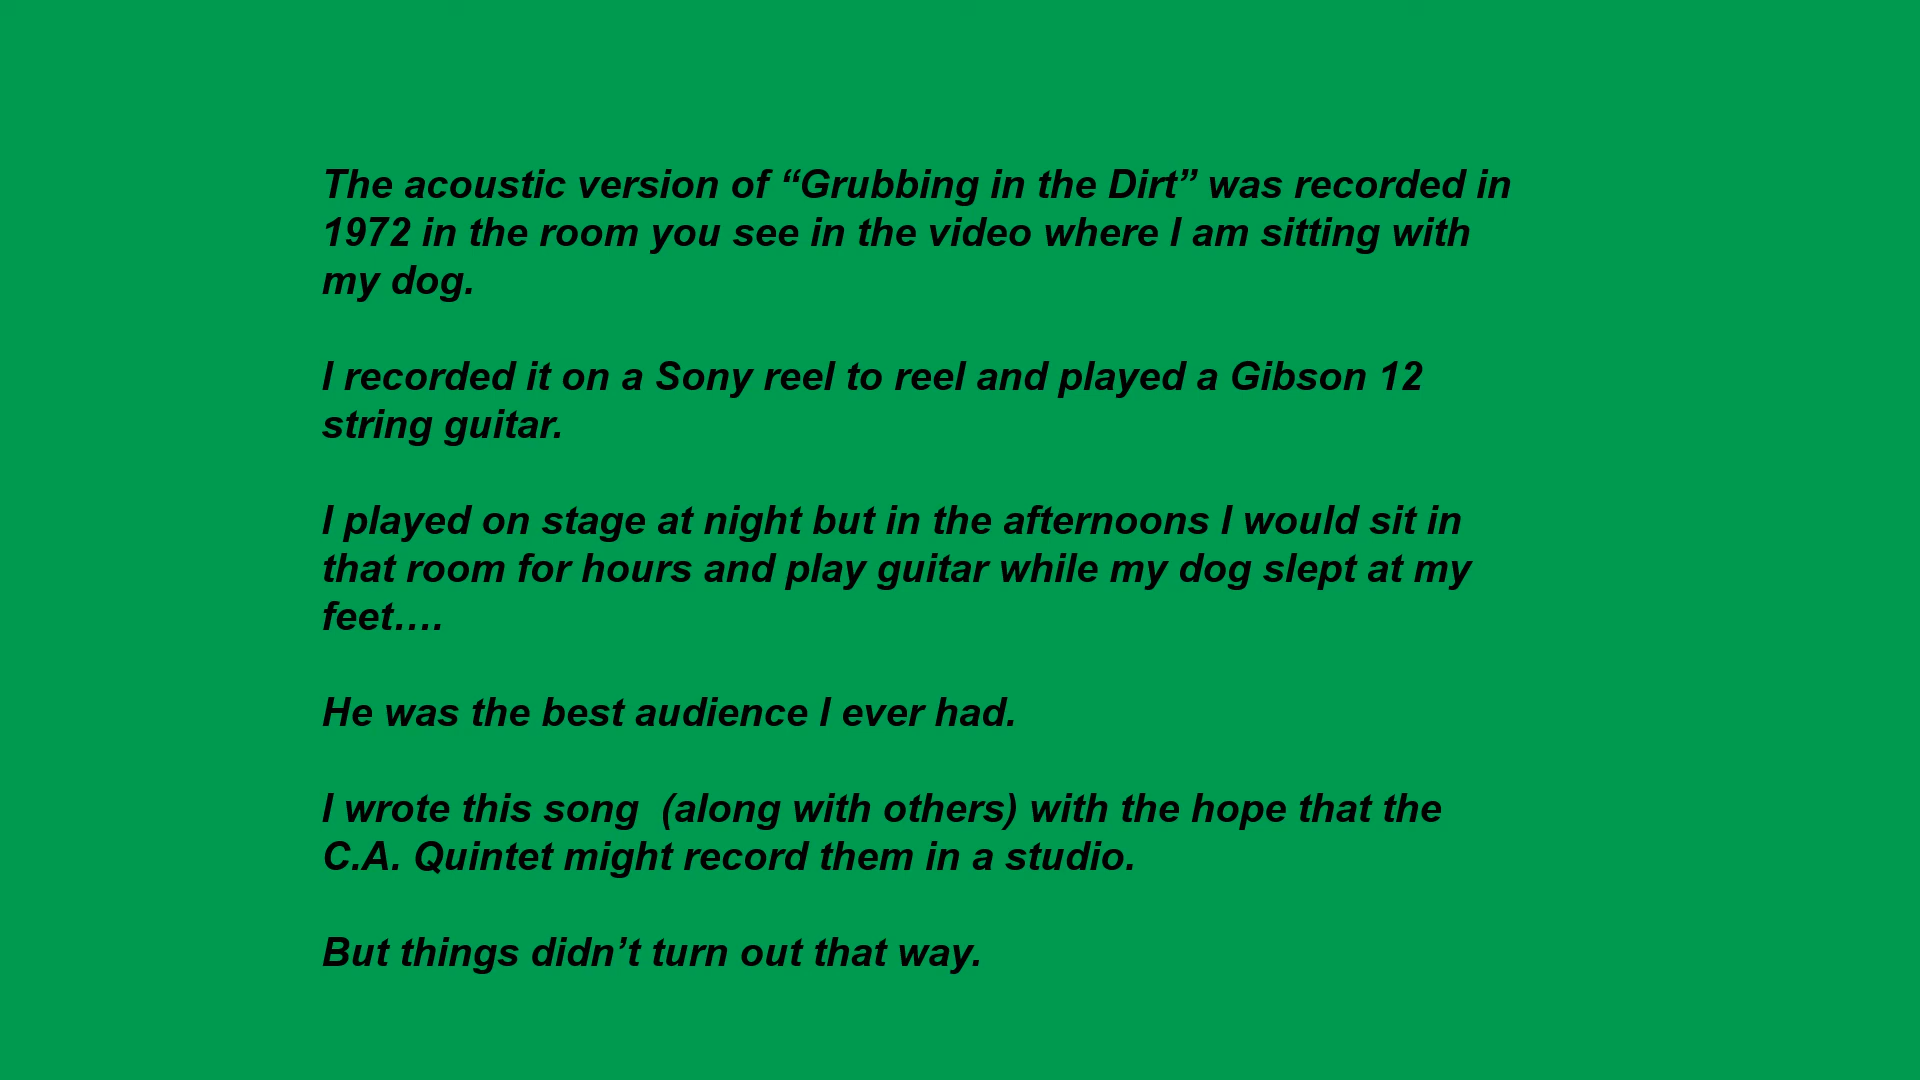 The acoustic version of “Grubbing in the Dirt” was recorded in
1972 in the room you see in the video where I am sitting with
my dog.
I recorded it on a Sony reel to reel and played a Gibson 12
string guitar.
I played on stage at night but in the afternoons I would sit in
that room for hours and play guitar while my dog slept at my
feet….
He was the best audience I ever had.
I wrote this song  (along with others) with the hope that the
C.A. Quintet might record them in a studio.
But things didn’t turn out that way.